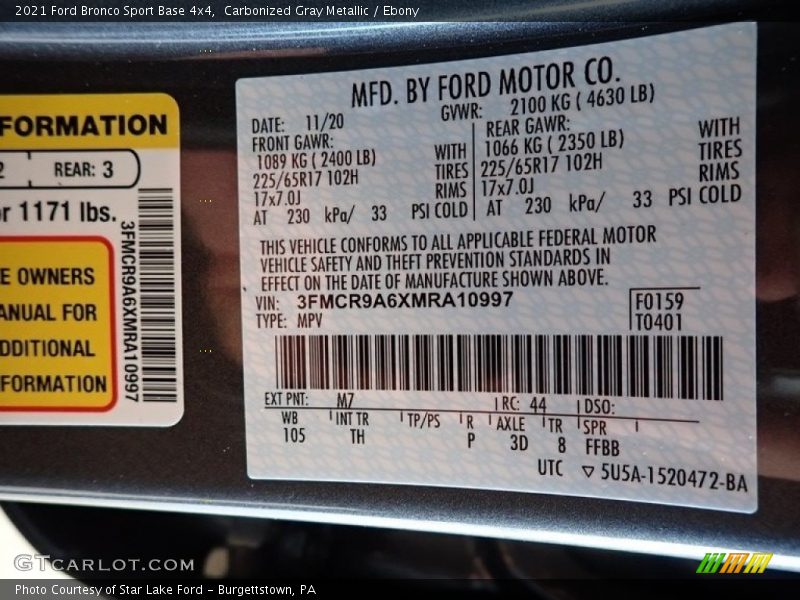 2021 Ford Bronco Sport Base 4x4, Carbonized Gray Metallic / Ebony
FORMATION
2 REAR: 3
or 1171 lbs.
E OWNERS
ANUAL FOR
DDITIONAL
FORMATION
3FMCR9A6XMRA10997
MFD. BY FORD MOTOR CO.
DATE: 11/20 GVWR: 2100 KG ( 4630 LB)
FRONT GAWR: REAR GAWR:
1089 KG ( 2400 LB) WITH 1066 KG ( 2350 LB) WITH
225/65R17 102H TIRES 225/65R17 102H TIRES
17x7.0J RIMS 17x7.0J RIMS
AT 230 kPa/ 33 PSI COLD AT 230 kPa/ 33 PSI COLD
THIS VEHICLE CONFORMS TO ALL APPLICABLE FEDERAL MOTOR
VEHICLE SAFETY AND THEFT PREVENTION STANDARDS IN
EFFECT ON THE DATE OF MANUFACTURE SHOWN ABOVE.
VIN: 3FMCR9A6XMRA10997 F0159
TYPE: MPV T0401
EXT PNT: M7 RC: 44 DSO:
WB INT TR TP/PS R AXLE TR SPR
105 TH P 3D 8 FFBB
UTC ▽ 5U5A-1520472-BA
GTCARLOT.COM
Photo Courtesy of Star Lake Ford - Burgettstown, PA